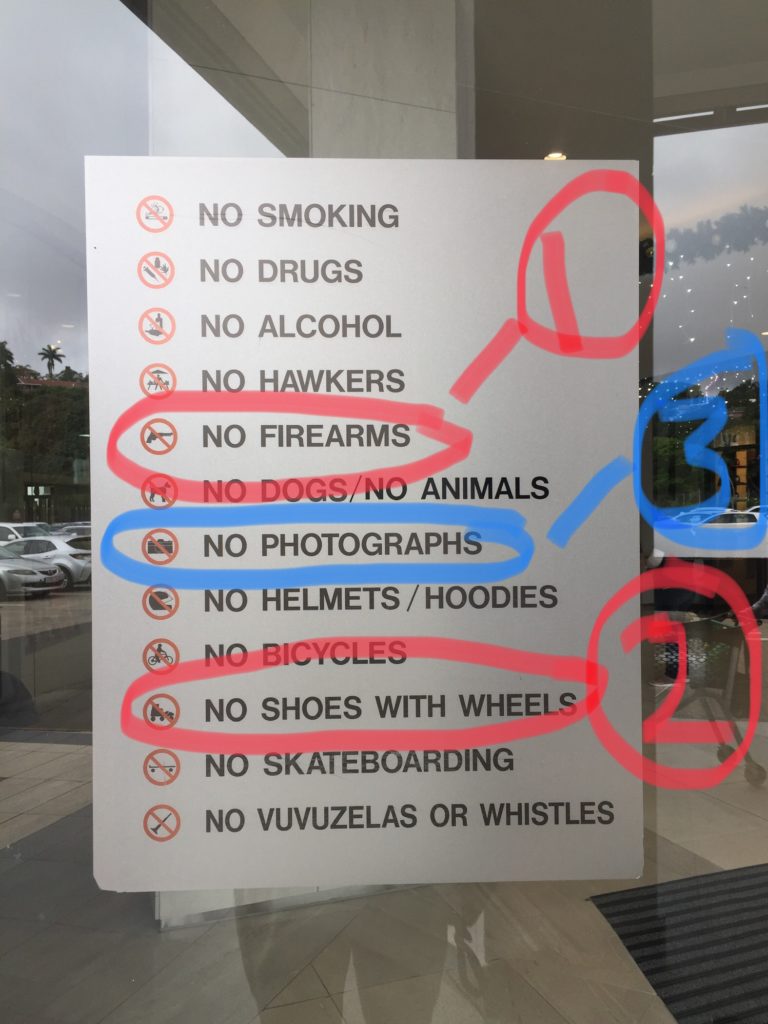 NO SMOKING
NO DRUGS
NO ALCOHOL
NO HAWKERS
NO FIREARMS
NO DOGS/NO ANIMALS
NO PHOTOGRAPHS
NO HELMETS/HOODIES
NO BICYCLES
NO SHOES WITH WHEELS
NO SKATEBOARDING
NO VUVUZELAS OR WHISTLES
1
3
2